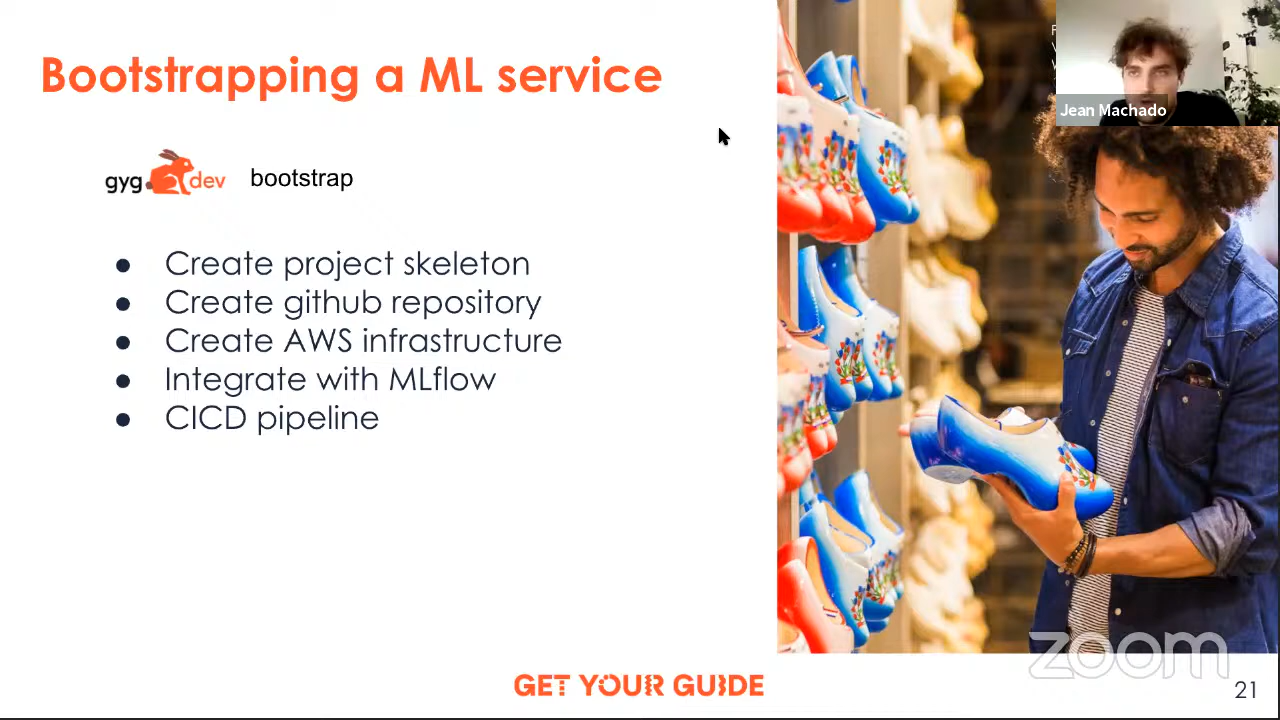 Bootstrapping a ML service
Jean Machado
gyg dev bootstrap
● Create project skeleton
● Create github repository
● Create AWS infrastructure
● Integrate with MLflow
● CICD pipeline
zoom
GET YOUR GUIDE
21